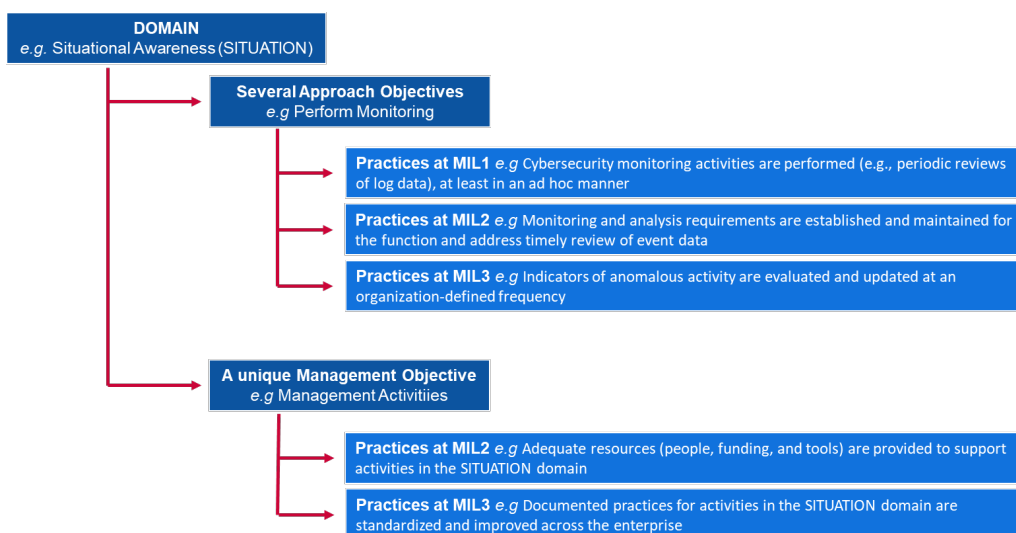 DOMAIN
e.g. Situational Awareness (SITUATION)
Several Approach Objectives
e.g Perform Monitoring
Practices at MIL1 e.g Cybersecurity monitoring activities are performed (e.g., periodic reviews
of log data), at least in an ad hoc manner
Practices at MIL2 e.g Monitoring and analysis requirements are established and maintained for
the function and address timely review of event data
Practices at MIL3 e.g Indicators of anomalous activity are evaluated and updated at an
organization-defined frequency
A unique Management Objective
e.g Management Activitiies
Practices at MIL2 e.g Adequate resources (people, funding, and tools) are provided to support
activities in the SITUATION domain
Practices at MIL3 e.g Documented practices for activities in the SITUATION domain are
standardized and improved across the enterprise